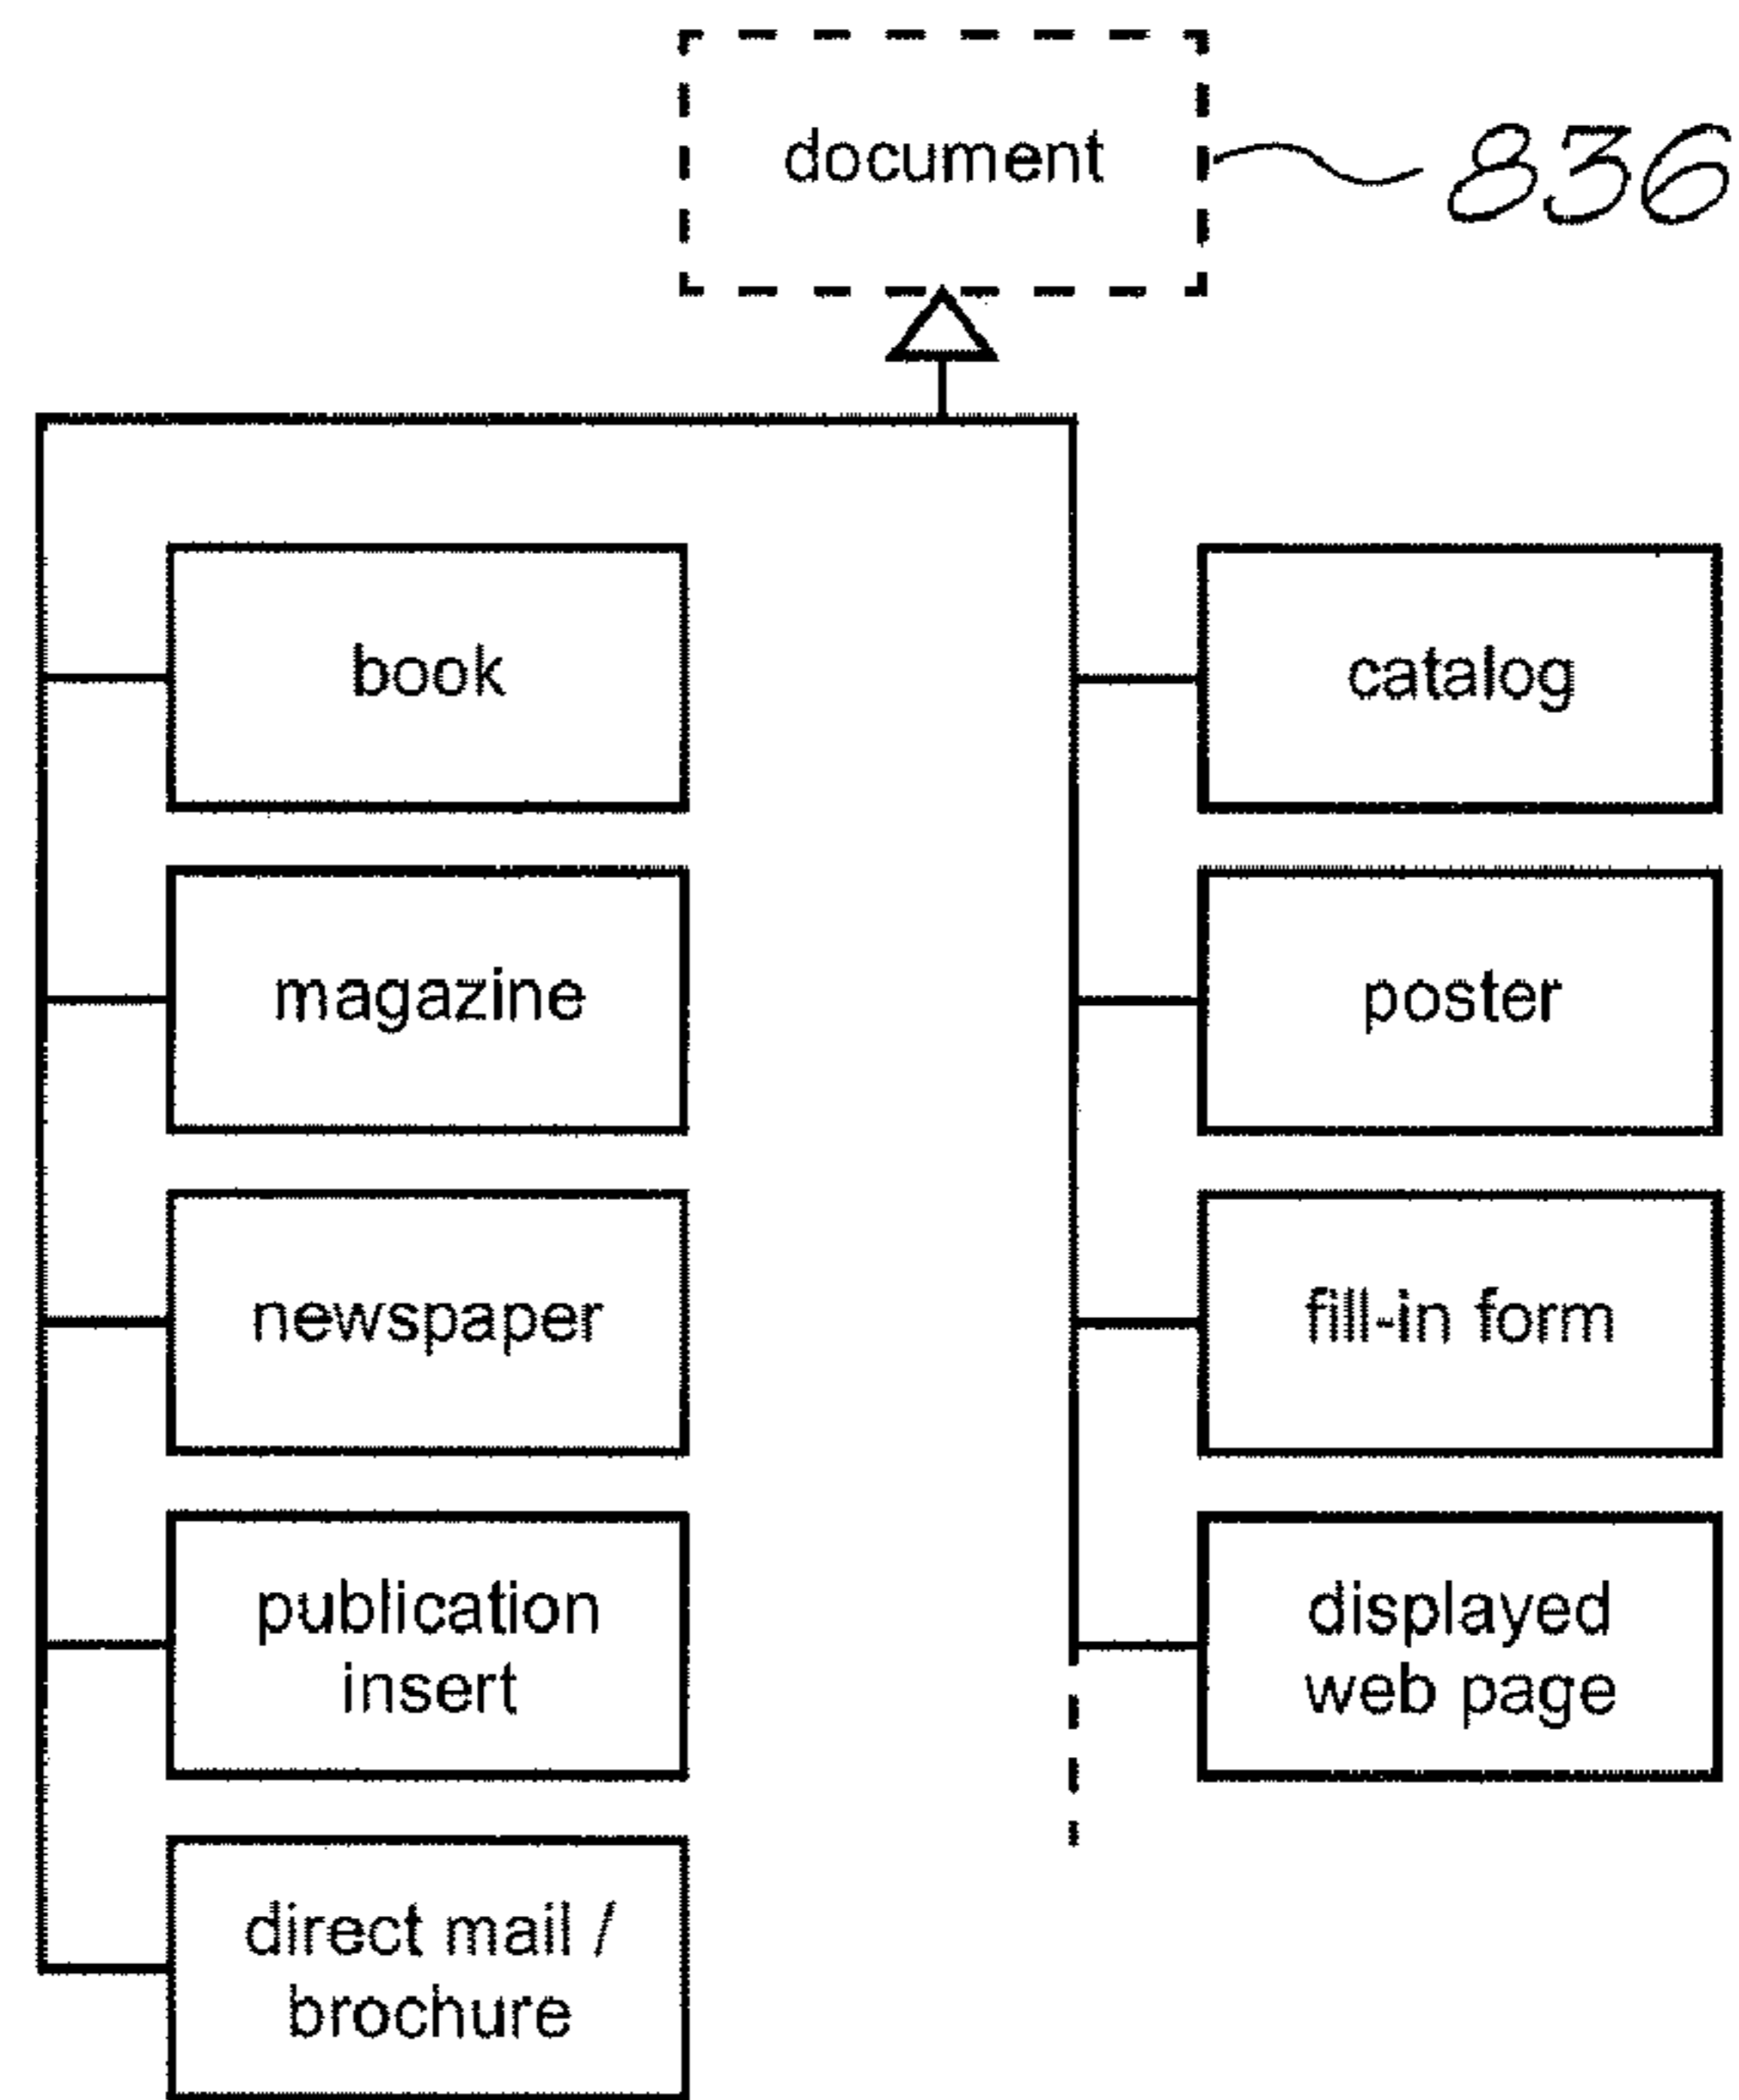 document
836
book
magazine
newspaper
publication
insert
direct mail /
brochure
catalog
poster
fill-in form
displayed
web page